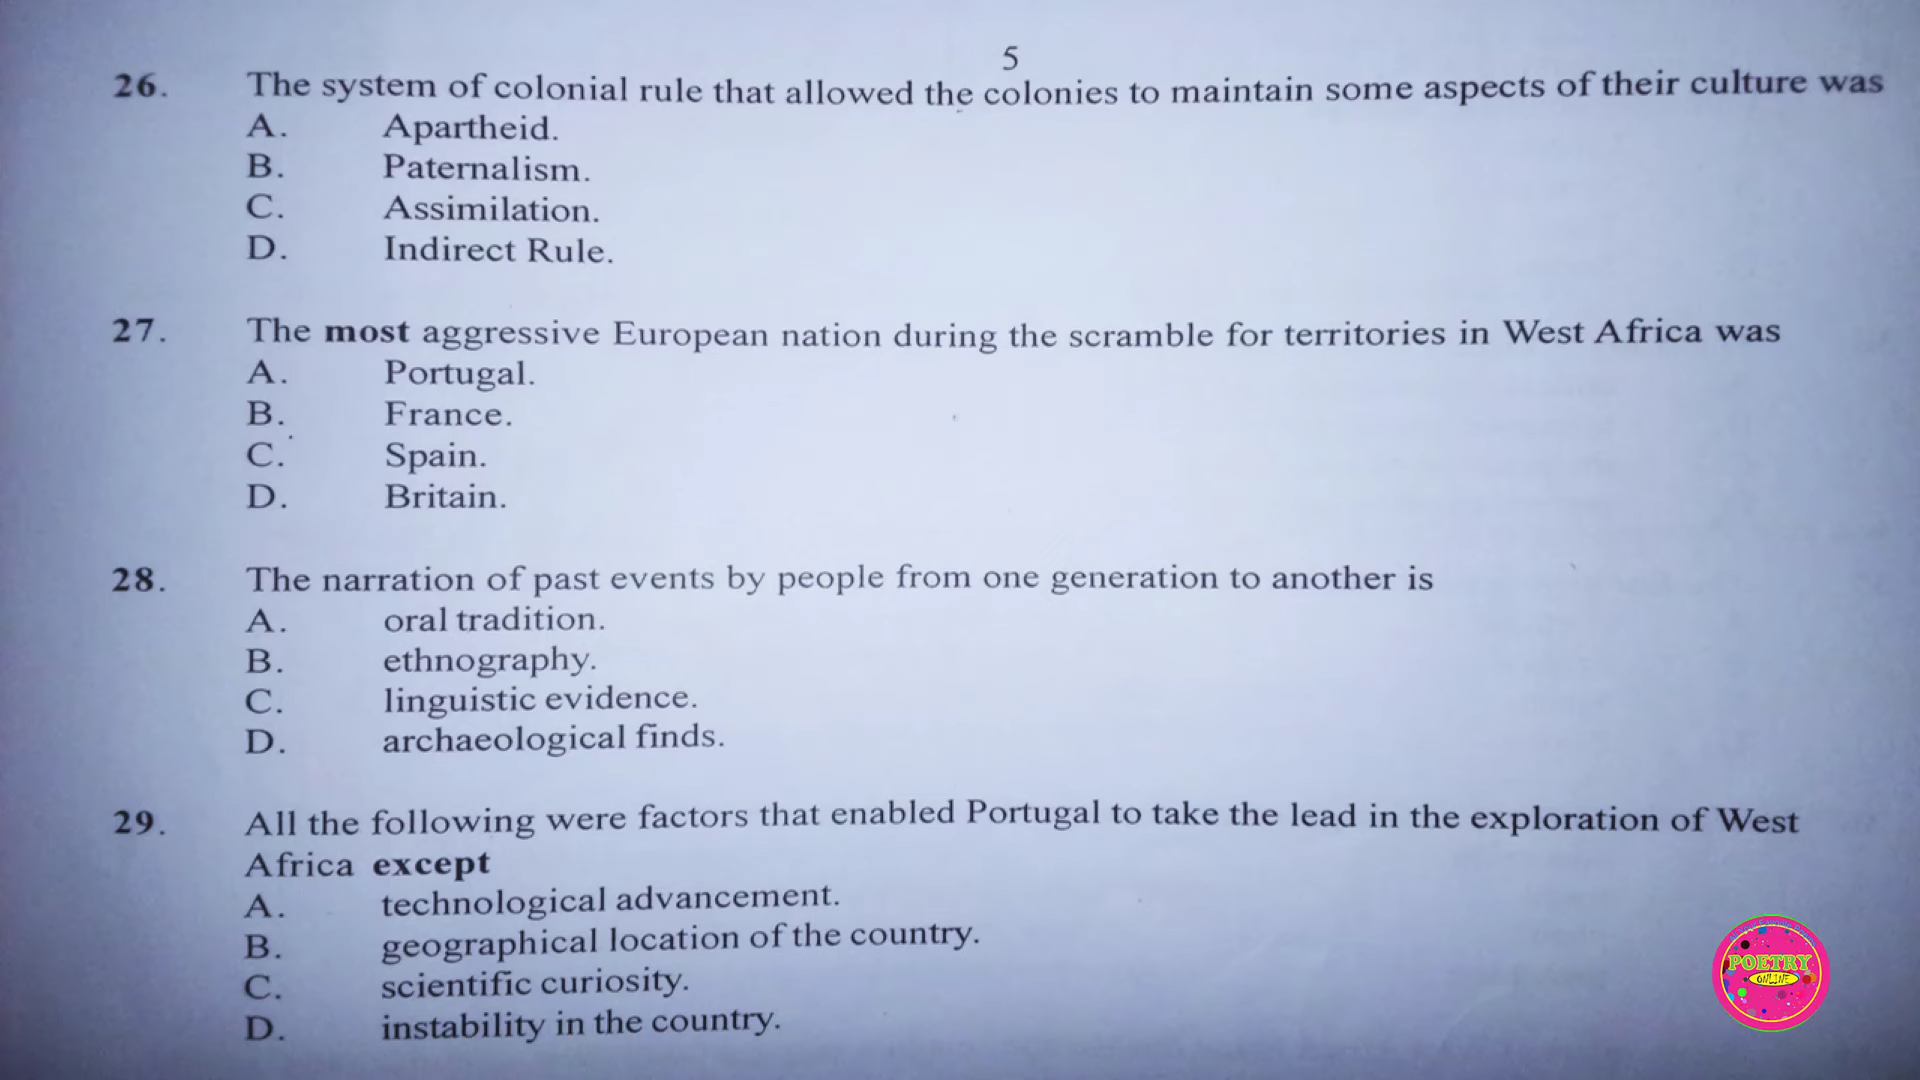 5
26. The system of colonial rule that allowed the colonies to maintain some aspects of their culture was
A. Apartheid.
B. Paternalism.
C. Assimilation.
D. Indirect Rule.
27. The most aggressive European nation during the scramble for territories in West Africa was
A. Portugal.
B. France.
C. Spain.
D. Britain.
28. The narration of past events by people from one generation to another is
A. oral tradition.
B. ethnography.
C. linguistic evidence.
D. archaeological finds.
29. All the following were factors that enabled Portugal to take the lead in the exploration of West
Africa except
A. technological advancement.
B. geographical location of the country.
C. scientific curiosity.
D. instability in the country.
POETRY
ONLINE